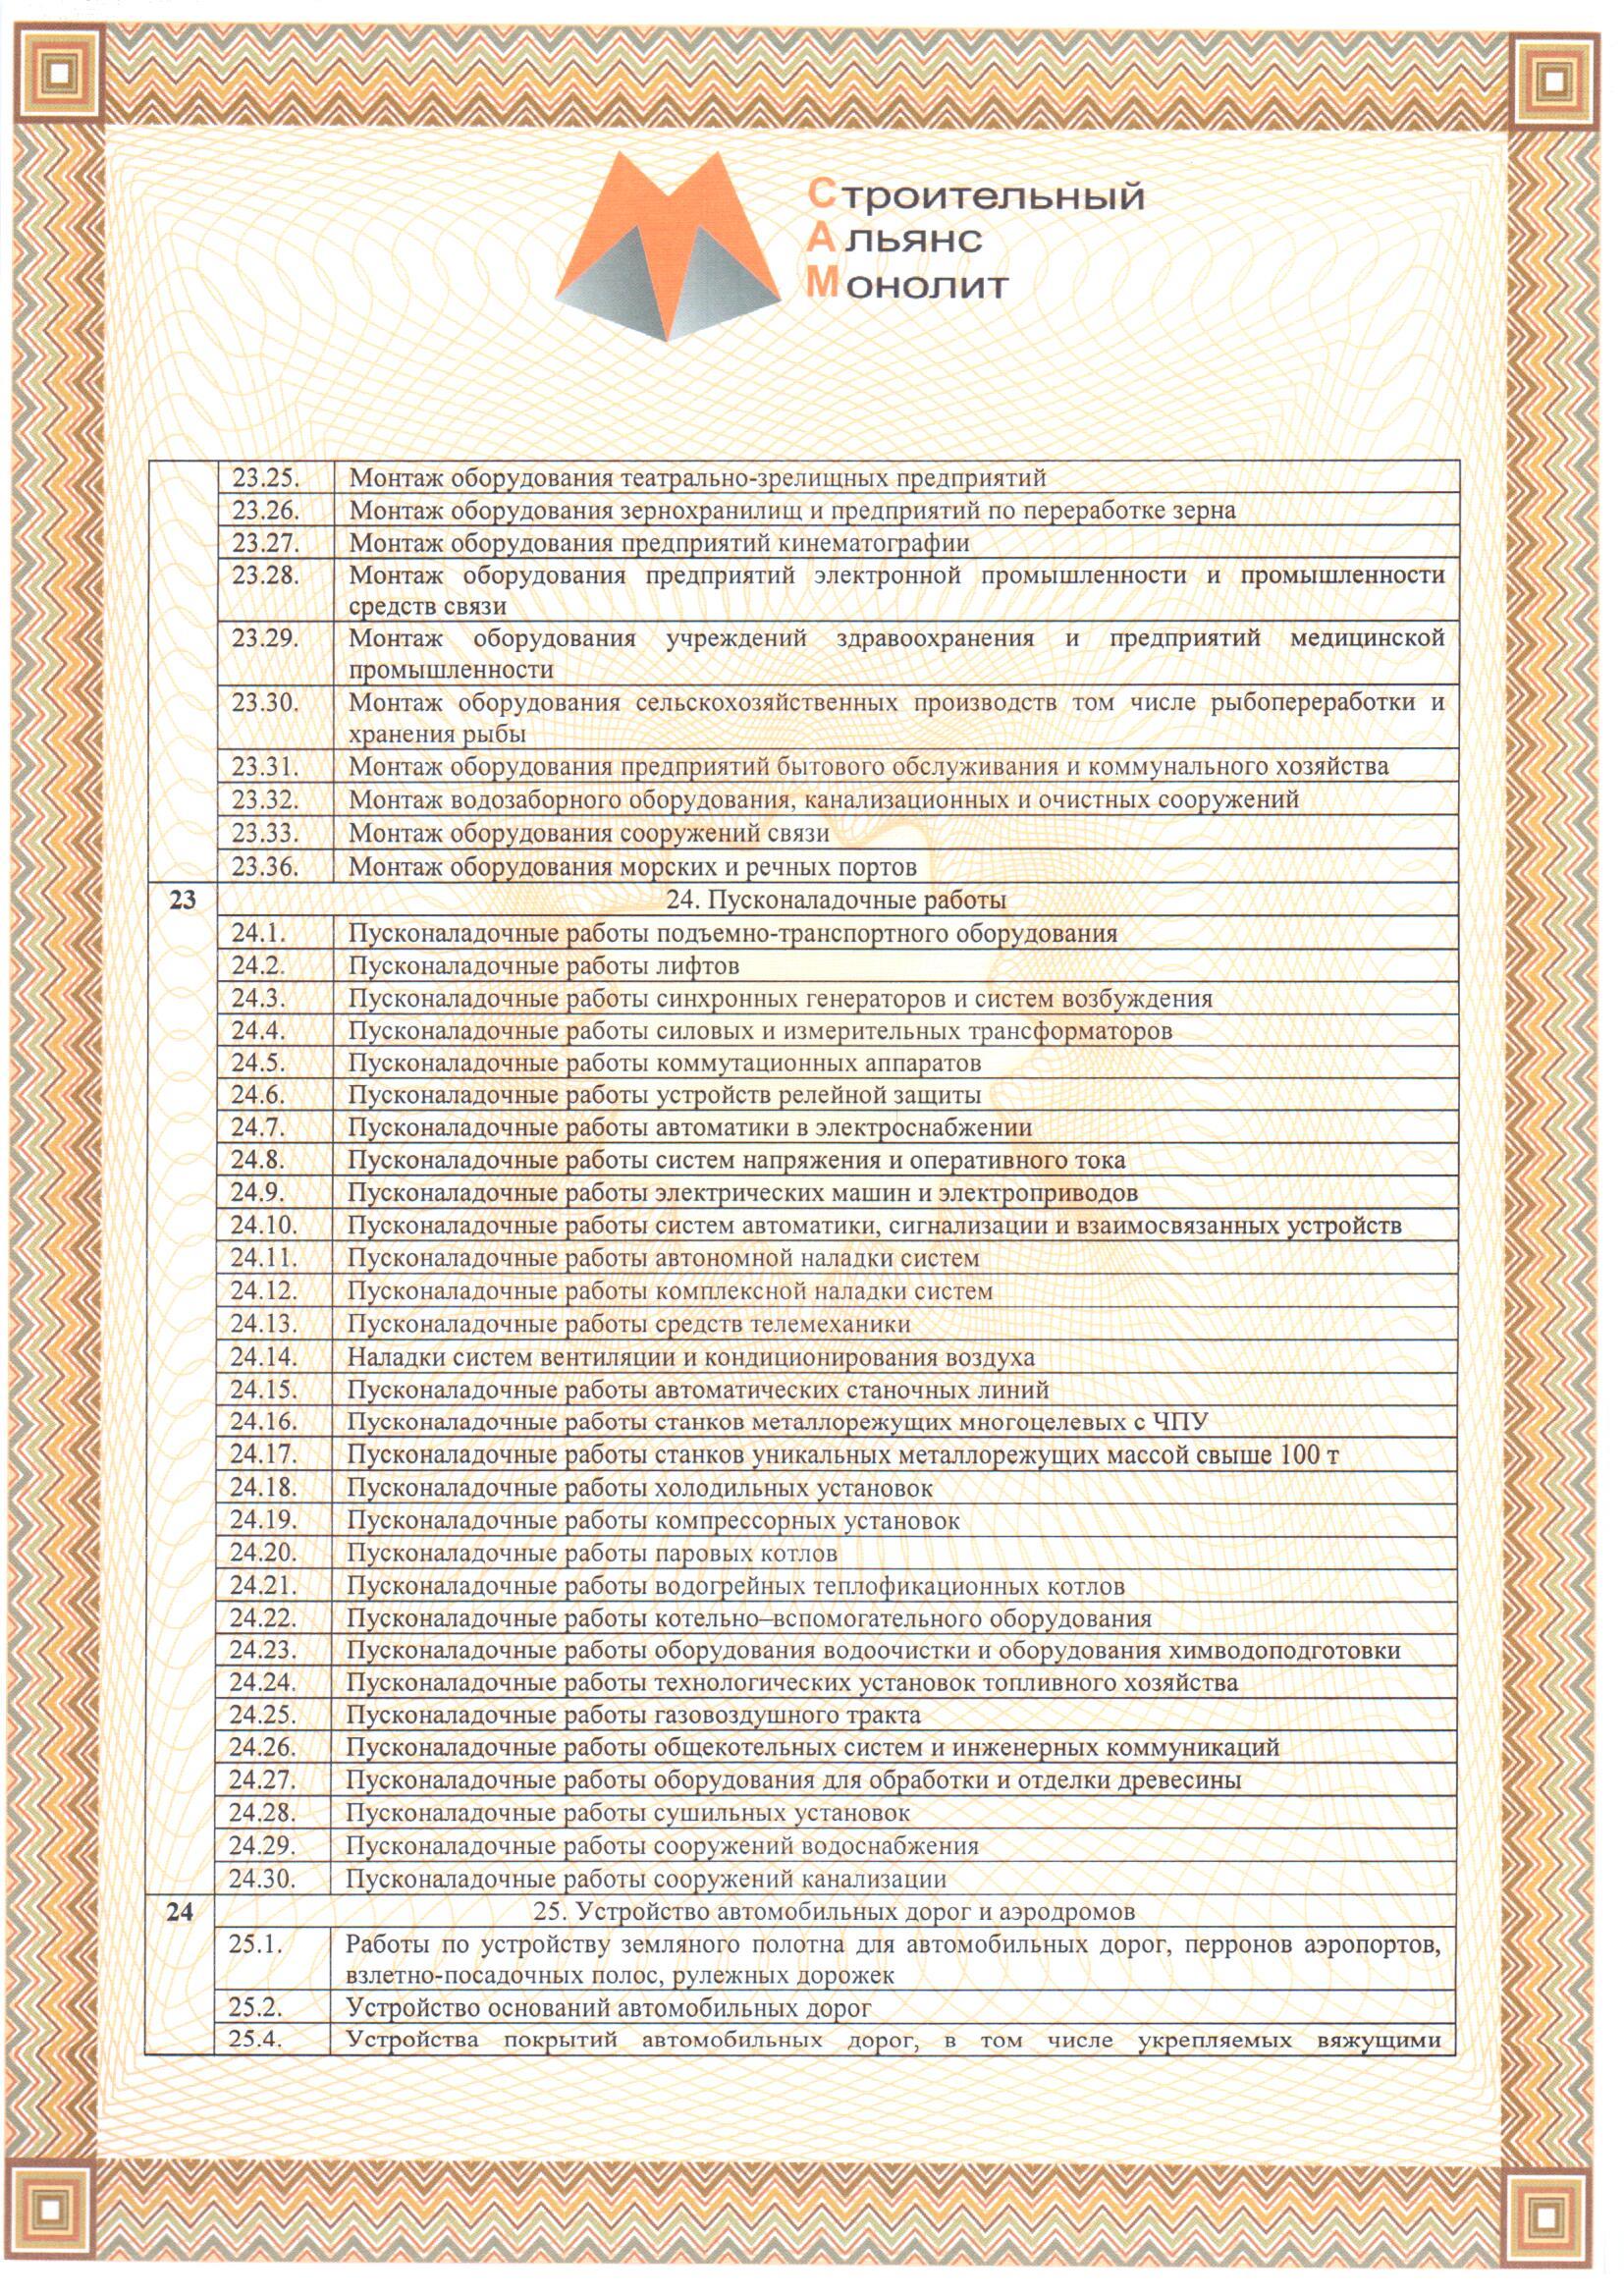 Строительный
Альянс
Монолит
23.25. Монтаж оборудования театрально-зрелищных предприятий
23.26. Монтаж оборудования зернохранилищ и предприятий по переработке зерна
23.27. Монтаж оборудования предприятий кинематографии
23.28. Монтаж оборудования предприятий электронной промышленности и промышленности
средств связи
23.29. Монтаж оборудования учреждений здравоохранения и предприятий медицинской
промышленности
23.30. Монтаж оборудования сельскохозяйственных производств том числе рыбопереработки и
хранения рыбы
23.31. Монтаж оборудования предприятий бытового обслуживания и коммунального хозяйства
23.32. Монтаж водозаборного оборудования, канализационных и очистных сооружений
23.33. Монтаж оборудования сооружений связи
23.36. Монтаж оборудования морских и речных портов
23 24. Пусконаладочные работы
24.1. Пусконаладочные работы подъемно-транспортного оборудования
24.2. Пусконаладочные работы лифтов
24.3. Пусконаладочные работы синхронных генераторов и систем возбуждения
24.4. Пусконаладочные работы силовых и измерительных трансформаторов
24.5. Пусконаладочные работы коммутационных аппаратов
24.6. Пусконаладочные работы устройств релейной защиты
24.7. Пусконаладочные работы автоматики в электроснабжении
24.8. Пусконаладочные работы систем напряжения и оперативного тока
24.9. Пусконаладочные работы электрических машин и электроприводов
24.10. Пусконаладочные работы систем автоматики, сигнализации и взаимосвязанных устройств
24.11. Пусконаладочные работы автономной наладки систем
24.12. Пусконаладочные работы комплексной наладки систем
24.13. Пусконаладочные работы средств телемеханики
24.14. Наладки систем вентиляции и кондиционирования воздуха
24.15. Пусконаладочные работы автоматических станочных линий
24.16. Пусконаладочные работы станков металлорежущих многоцелевых с ЧПУ
24.17. Пусконаладочные работы станков уникальных металлорежущих массой свыше 100 т
24.18. Пусконаладочные работы холодильных установок
24.19. Пусконаладочные работы компрессорных установок
24.20. Пусконаладочные работы паровых котлов
24.21. Пусконаладочные работы водогрейных теплофикационных котлов
24.22. Пусконаладочные работы котельно–вспомогательного оборудования
24.23. Пусконаладочные работы оборудования водоочистки и оборудования химводоподготовки
24.24. Пусконаладочные работы технологических установок топливного хозяйства
24.25. Пусконаладочные работы газовоздушного тракта
24.26. Пусконаладочные работы общекотельных систем и инженерных коммуникаций
24.27. Пусконаладочные работы оборудования для обработки и отделки древесины
24.28. Пусконаладочные работы сушильных установок
24.29. Пусконаладочные работы сооружений водоснабжения
24.30. Пусконаладочные работы сооружений канализации
24 25. Устройство автомобильных дорог и аэродромов
25.1. Работы по устройству земляного полотна для автомобильных дорог, перронов аэропортов,
взлетно-посадочных полос, рулежных дорожек
25.2. Устройство оснований автомобильных дорог
25.4. Устройства покрытий автомобильных дорог, в том числе укрепляемых вяжущими